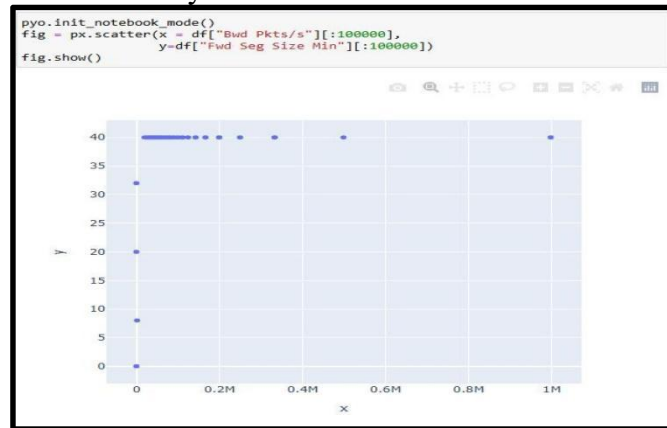 pyo.init_notebook_mode()
fig = px.scatter(x = df["Bwd Pkts/s"][:100000],
y=df["Fwd Seg Size Min"][:100000])
fig.show()
40
35
30
25
20
15
10
5
0
y
0
0.2M
0.4M
0.6M
0.8M
1M
x